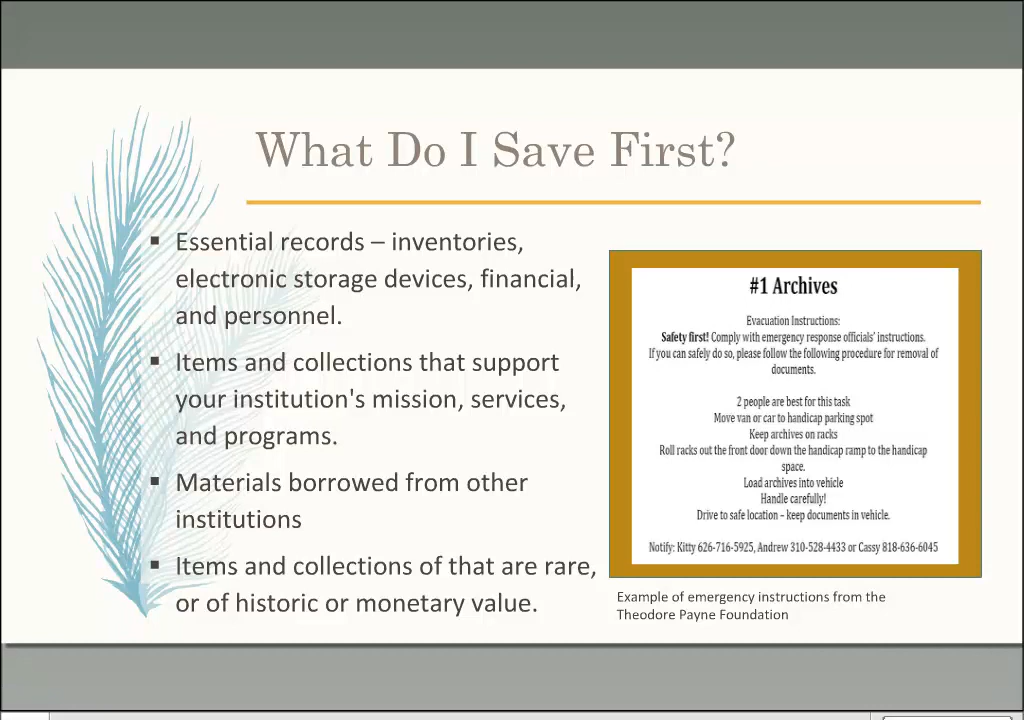 What Do I Save First?
▪ Essential records – inventories,
electronic storage devices, financial,
and personnel.
▪ Items and collections that support
your institution's mission, services,
and programs.
▪ Materials borrowed from other
institutions
▪ Items and collections of that are rare,
or of historic or monetary value.
#1 Archives
Evacuation Instructions:
Safety first! Comply with emergency response officials' instructions.
If you can safely do so, please follow the following procedure for removal of
documents.
2 people are best for this task
Move van or car to handicap parking spot
Keep archives on racks
Roll racks out the front door down the handicap ramp to the handicap
space.
Load archives into vehicle
Handle carefully!
Drive to safe location – keep documents in vehicle.
Notify: Kitty 626-716-5925, Andrew 310-528-4433 or Cassy 818-636-6045
Example of emergency instructions from the
Theodore Payne Foundation